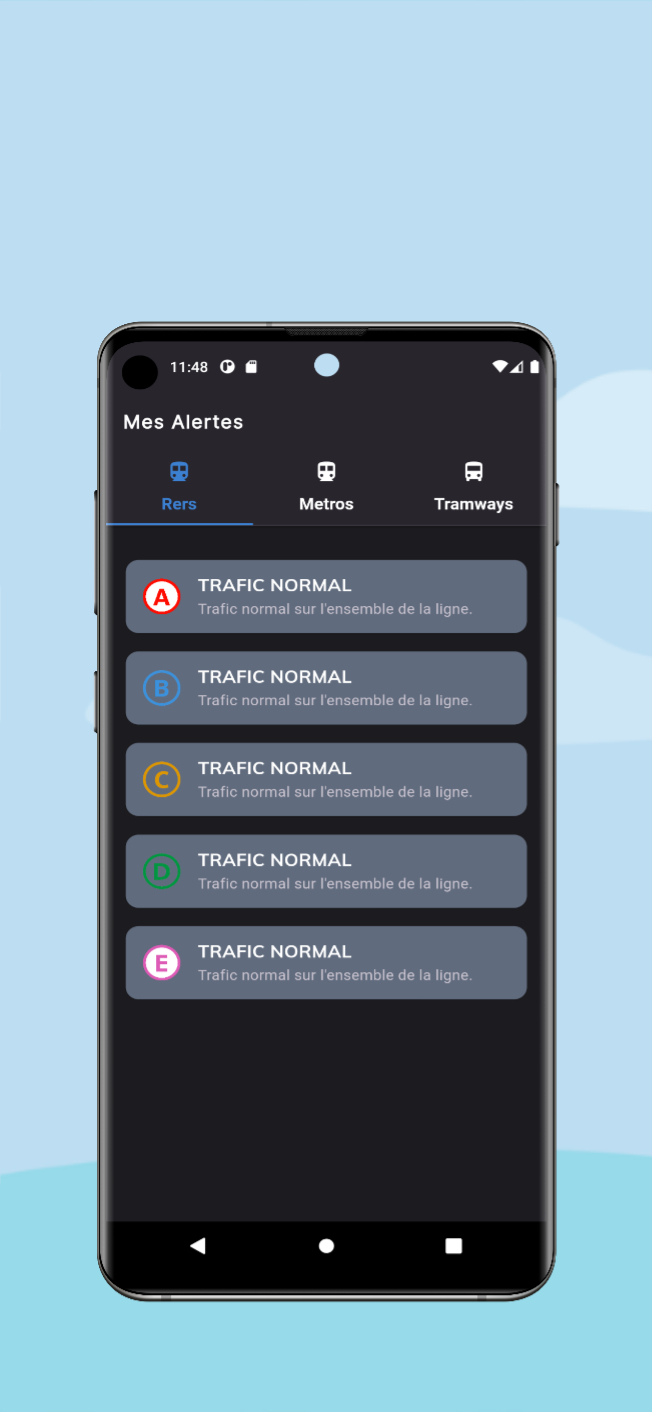 11:48
Mes Alertes
Rers Metros Tramways
A
TRAFIC NORMAL
Trafic normal sur l'ensemble de la ligne.
B
TRAFIC NORMAL
Trafic normal sur l'ensemble de la ligne.
C
TRAFIC NORMAL
Trafic normal sur l'ensemble de la ligne.
D
TRAFIC NORMAL
Trafic normal sur l'ensemble de la ligne.
E
TRAFIC NORMAL
Trafic normal sur l'ensemble de la ligne.